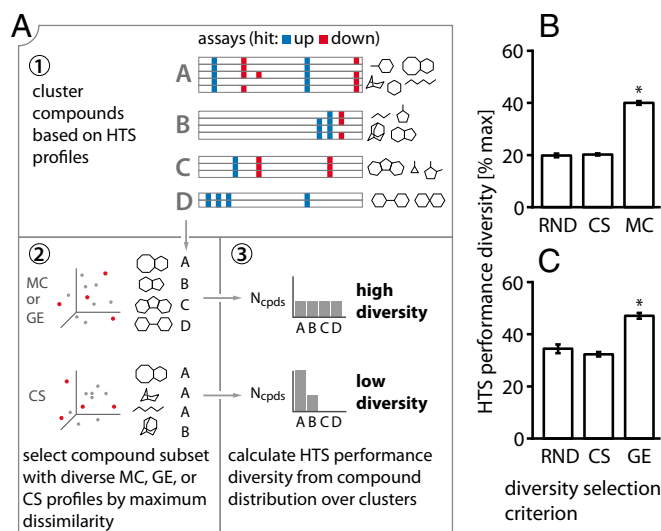 A
assays (hit: up down)
1
cluster
compounds
based on HTS
profiles
A
B
C
D
2
MC
or
GE
A
B
C
D
CS
A
A
A
B
select compound subset
with diverse MC, GE, or
CS profiles by maximum
dissimilarity
3
Ncpds
A B C D
high
diversity
Ncpds
A B C D
low
diversity
calculate HTS performance
diversity from compound
distribution over clusters
HTS performance diversity [% max]
B
60
40
20
0
*
RND CS MC
C
60
40
20
0
*
RND CS GE
diversity selection
criterion